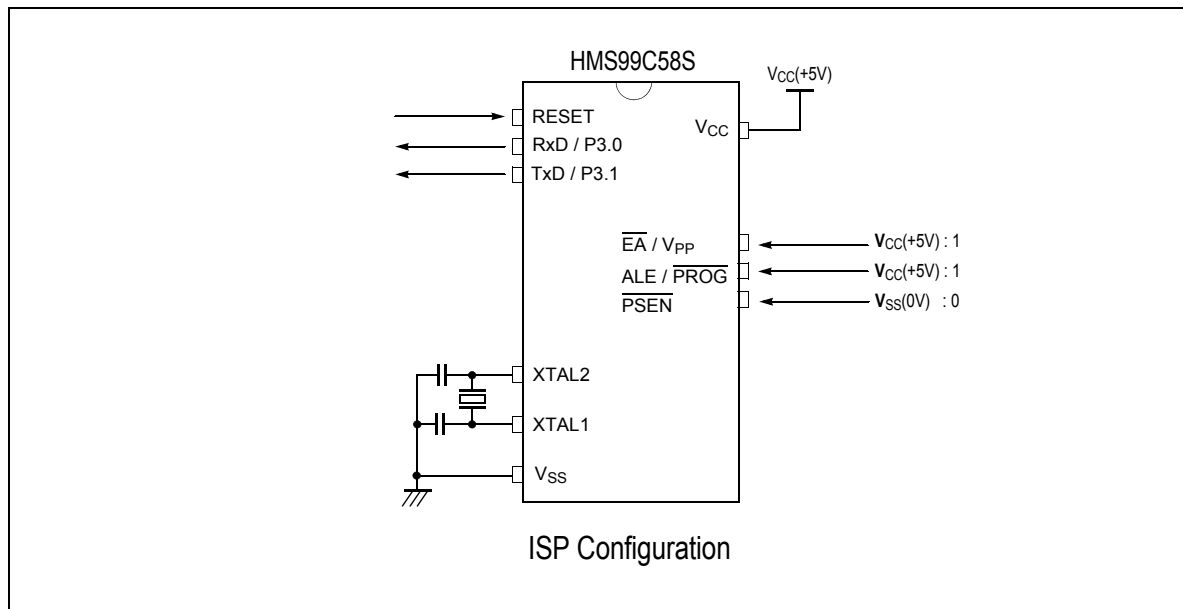 HMS99C58S
VCC(+5V)
RESET
RxD / P3.0
TxD / P3.1
VCC
EA / VPP
VCC(+5V) : 1
ALE / PROG
VCC(+5V) : 1
PSEN
VSS(0V) : 0
XTAL2
XTAL1
VSS
ISP Configuration